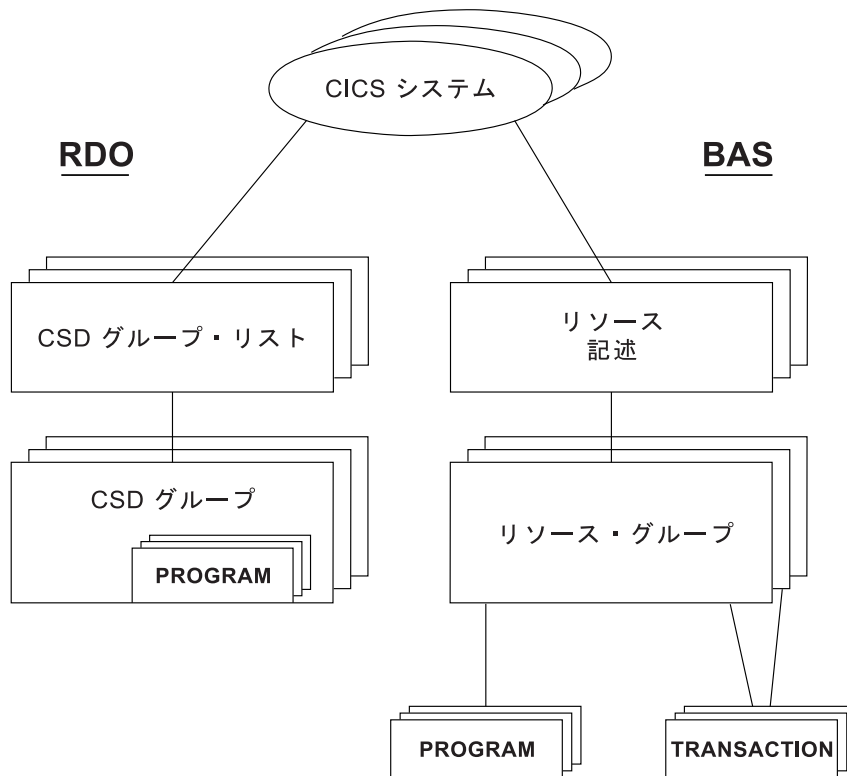 CICS システム
RDO
BAS
CSD グループ・リスト
リソース
記述
CSD グループ
PROGRAM
リソース・グループ
PROGRAM
TRANSACTION